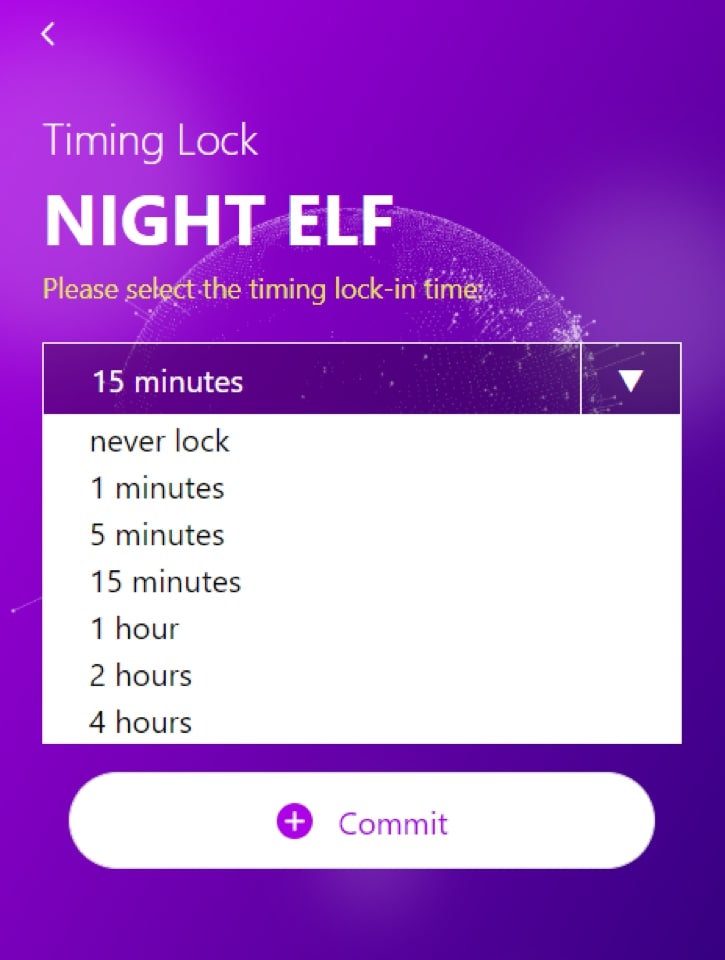 Timing Lock
NIGHT ELF
Please select the timing lock-in time:
15 minutes
never lock
1 minutes
5 minutes
15 minutes
1 hour
2 hours
4 hours
Commit